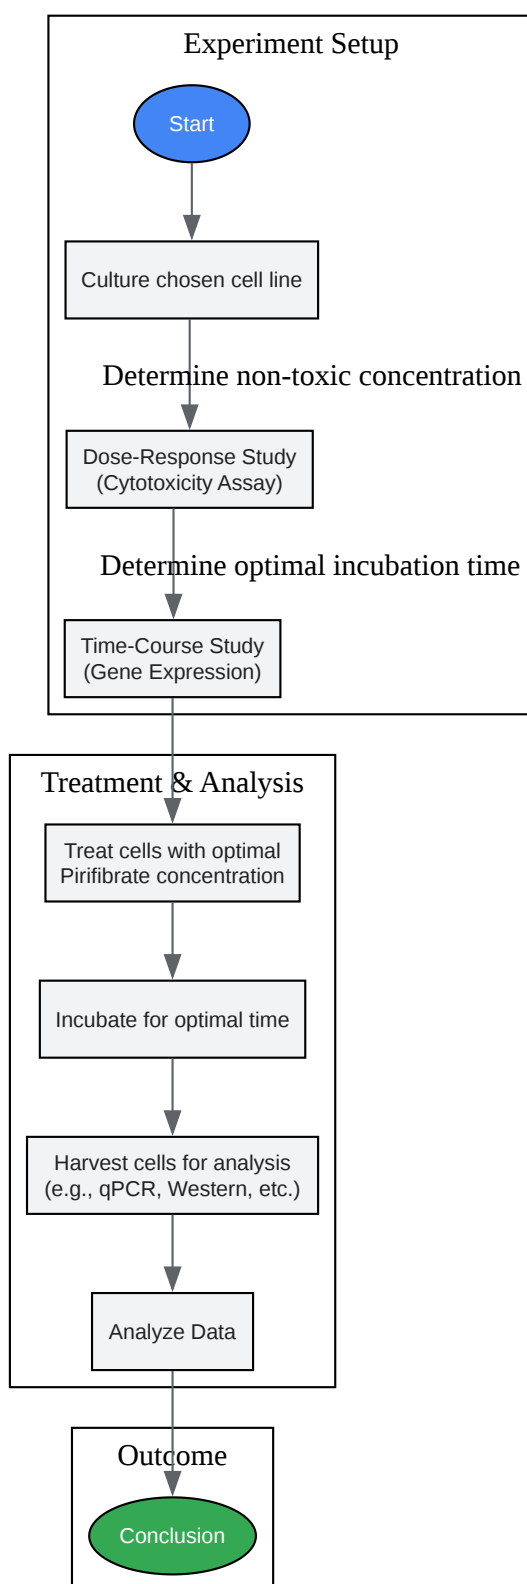 Experiment Setup
Start
Culture chosen cell line
Determine non-toxic concentration
Dose-Response Study
(Cytotoxicity Assay)
Determine optimal incubation time
Time-Course Study
(Gene Expression)
Treatment & Analysis
Treat cells with optimal
Pirifibrate concentration
Incubate for optimal time
Harvest cells for analysis
(e.g., qPCR, Western, etc.)
Analyze Data
Outcome
Conclusion